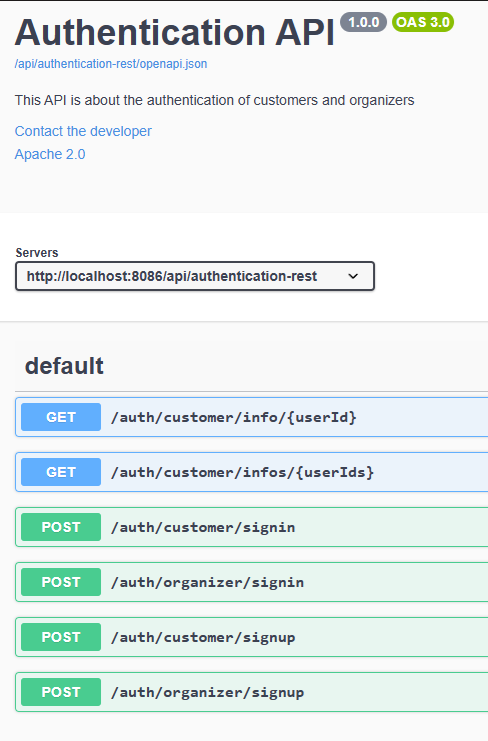 Authentication API 1.0.0 OAS 3.0
/api/authentication-rest/openapi.json
This API is about the authentication of customers and organizers
Contact the developer
Apache 2.0
Servers
http://localhost:8086/api/authentication-rest
default
GET /auth/customer/info/{userId}
GET /auth/customer/infos/{userIds}
POST /auth/customer/signin
POST /auth/organizer/signin
POST /auth/customer/signup
POST /auth/organizer/signup